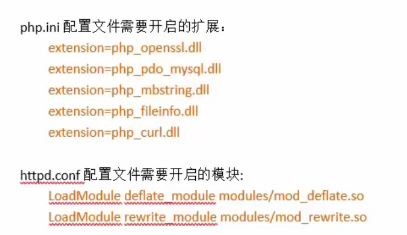 php.ini 配置文件需要开启的扩展：
extension=php_openssl.dll
extension=php_pdo_mysql.dll
extension=php_mbstring.dll
extension=php_fileinfo.dll
extension=php_curl.dll
httpd.conf 配置文件需要开启的模块:
LoadModule deflate_module modules/mod_deflate.so
LoadModule rewrite_module modules/mod_rewrite.so